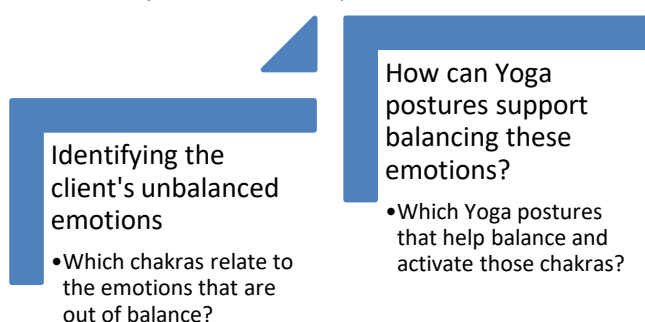 Identifying the
client's unbalanced
emotions
•Which chakras relate to
the emotions that are
out of balance?
How can Yoga
postures support
balancing these
emotions?
•Which Yoga postures
that help balance and
activate those chakras?